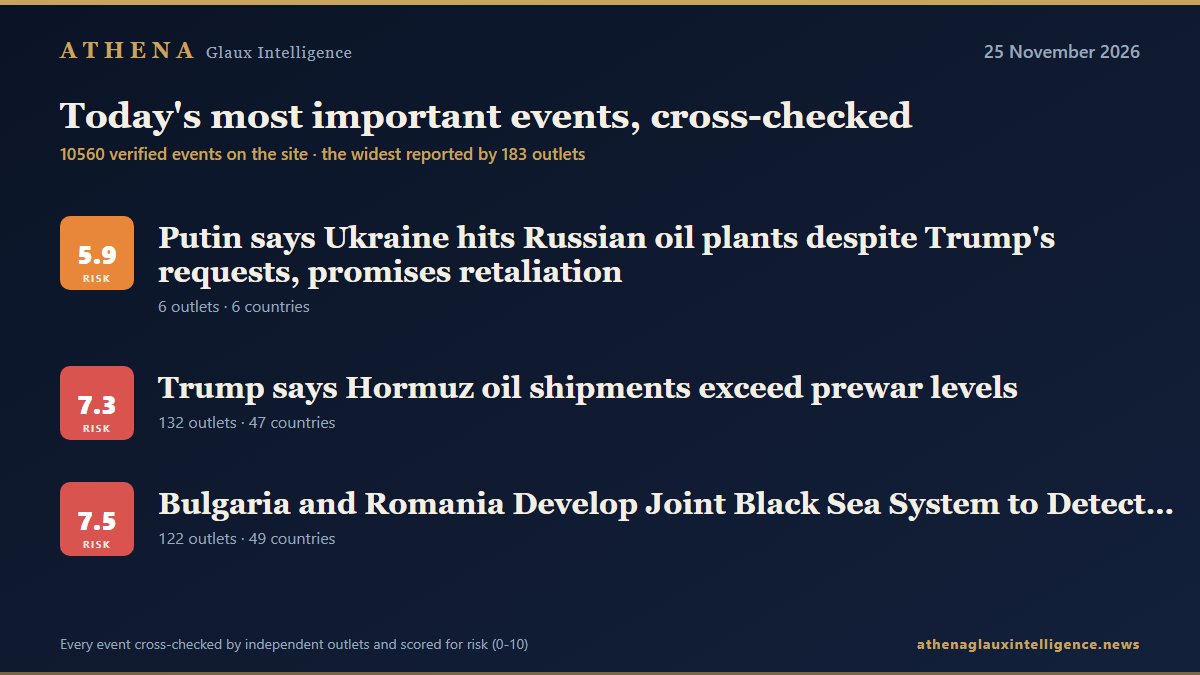 ATHENA Glaux Intelligence
25 November 2026
Today's most important events, cross-checked
10560 verified events on the site · the widest reported by 183 outlets
5.9
RISK
Putin says Ukraine hits Russian oil plants despite Trump's
requests, promises retaliation
6 outlets · 6 countries
7.3
RISK
Trump says Hormuz oil shipments exceed prewar levels
132 outlets · 47 countries
7.5
RISK
Bulgaria and Romania Develop Joint Black Sea System to Detect...
122 outlets · 49 countries
Every event cross-checked by independent outlets and scored for risk (0-10)
athenaglauxintelligence.news